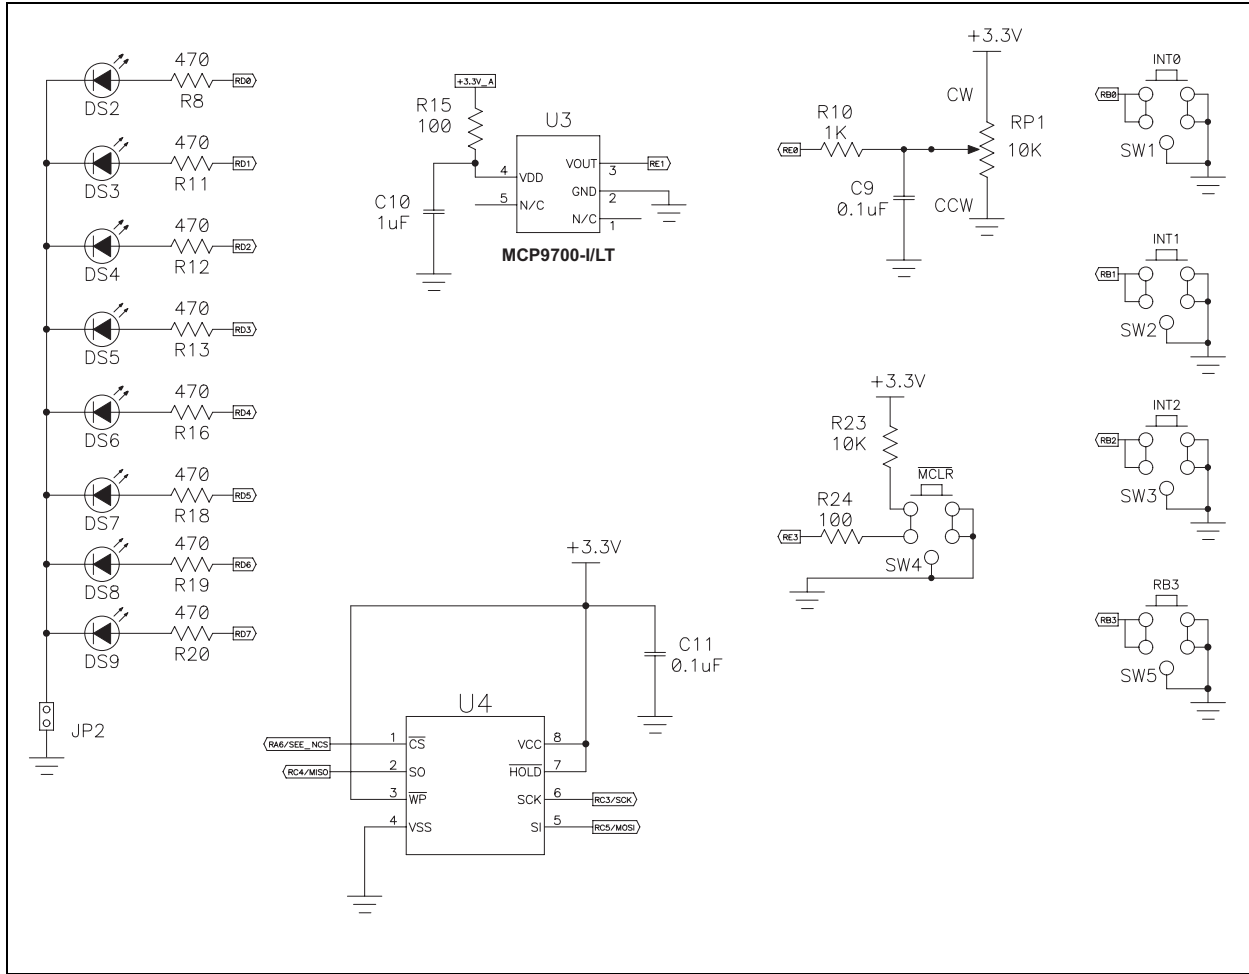 470
DS2
R8
RD0
470
DS3
R11
RD1
470
DS4
R12
RD2
470
DS5
R13
RD3
470
DS6
R16
RD4
470
DS7
R18
RD5
470
DS8
R19
RD6
470
DS9
R20
RD7
JP2
+3.3V_A
R15
100
U3
4 VDD
5 N/C
VOUT 3
GND 2
N/C 1
RE1
C10
1uF
MCP9700-I/LT
+3.3V
CW
R10
1K
RP1
10K
RE0
C9
0.1uF
CCW
INT0
RB0
SW1
INT1
RB1
SW2
INT2
RB2
SW3
RB3
RB3
SW5
+3.3V
R23
10K
MCLR
R24
100
RE3
SW4
+3.3V
C11
0.1uF
U4
RA6/SEE_NCS 1 CS
RC4/MISO 2 SO
3 WP
4 VSS
VCC 8
HOLD 7
SCK 6 RC3/SCK
SI 5 RC5/MOSI